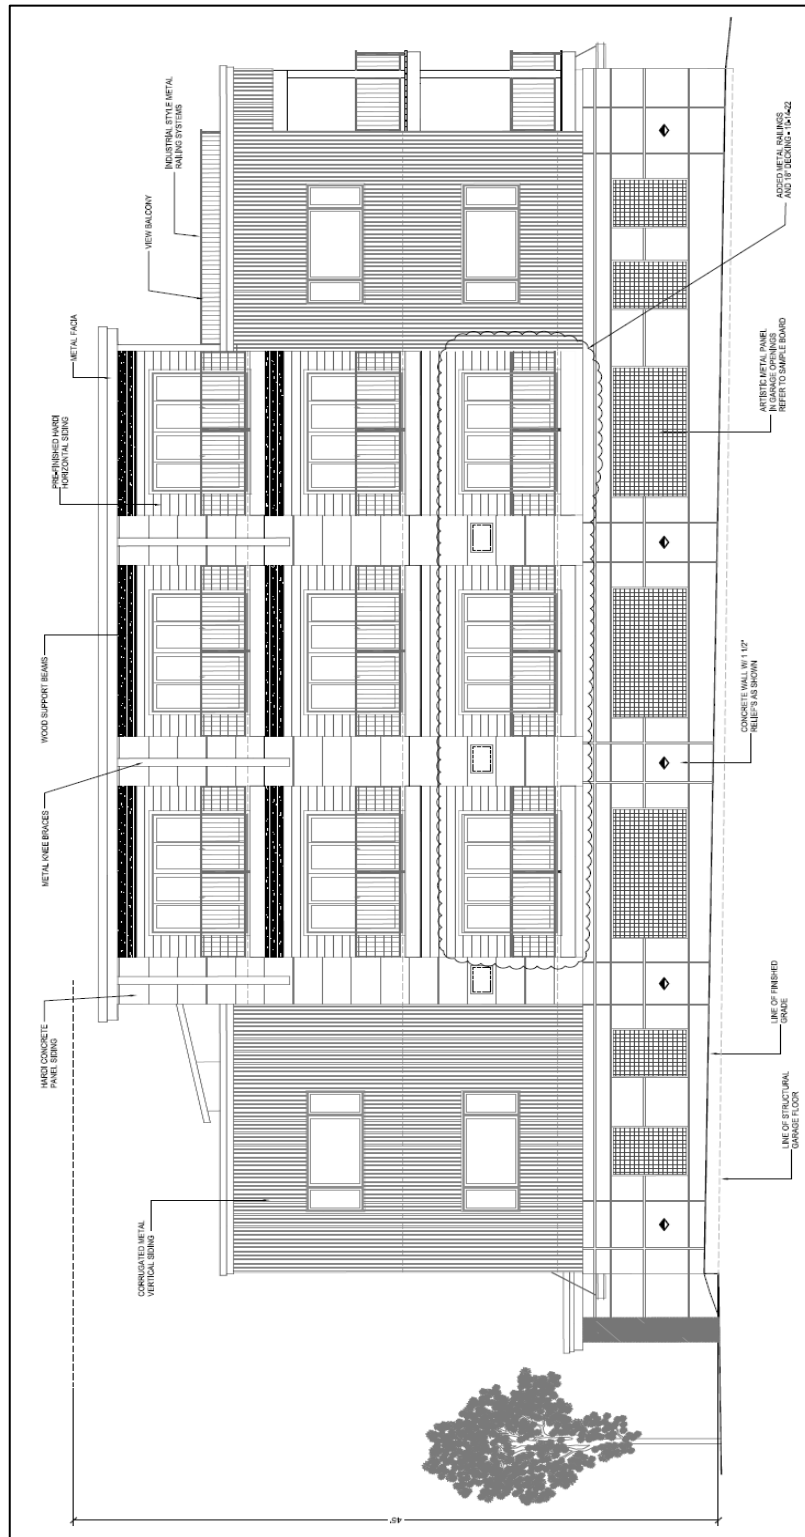 HARDI CONCRETE
PANEL SIDING
METAL KNEE BRACES
WOOD SUPPORT BEAMS
PRE-FINISHED HARDI
HORIZONTAL SIDING
METAL FACIA
VIEW BALCONY
INDUSTRIAL STYLE METAL
RAILING SYSTEMS
CORRUGATED METAL
VERTICAL SIDING
45'
LINE OF STRUCTURAL
GARAGE FLOOR
LINE OF FINISHED
GRADE
CONCRETE WALL W/ 1 1/2"
RELIEF'S AS SHOWN
ARTISTIC METAL PANEL
IN GARAGE OPENINGS
REFER TO SAMPLE BOARD
ADDED METAL RAILINGS
AND 18" DECKING - 10-14-22